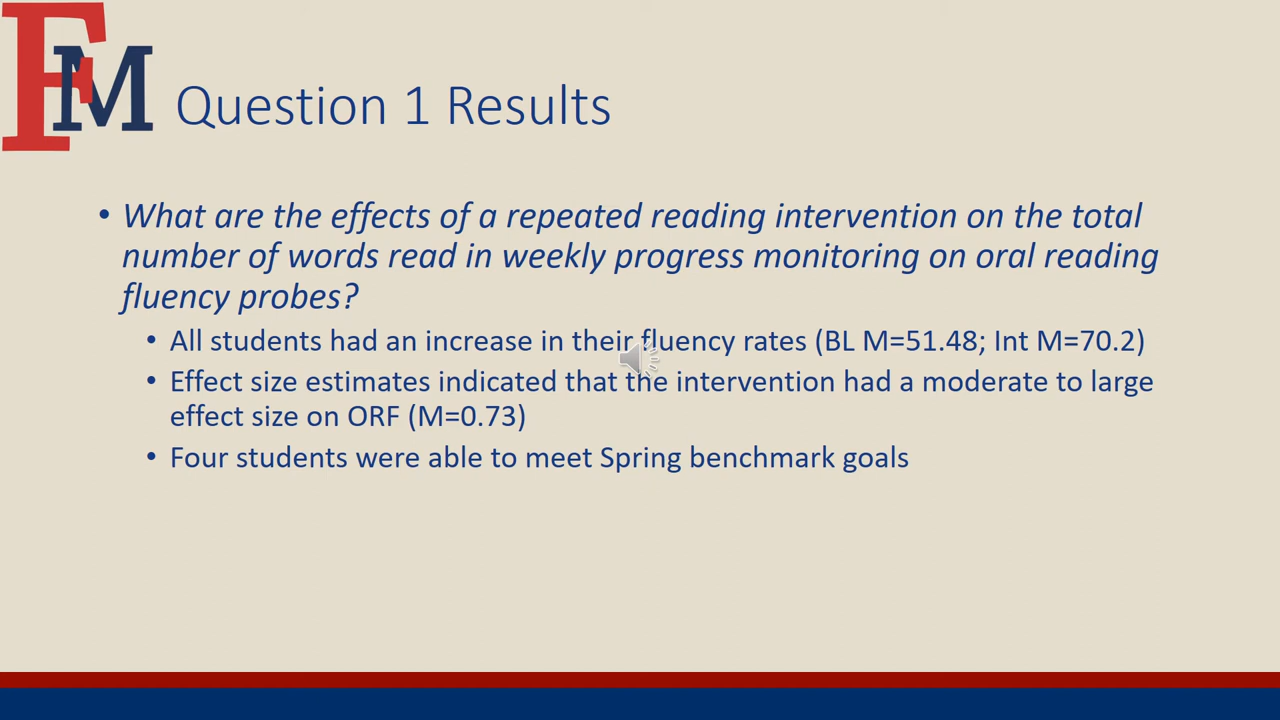 FM
Question 1 Results
• What are the effects of a repeated reading intervention on the total
number of words read in weekly progress monitoring on oral reading
fluency probes?
• All students had an increase in their fluency rates (BL M=51.48; Int M=70.2)
• Effect size estimates indicated that the intervention had a moderate to large
effect size on ORF (M=0.73)
• Four students were able to meet Spring benchmark goals